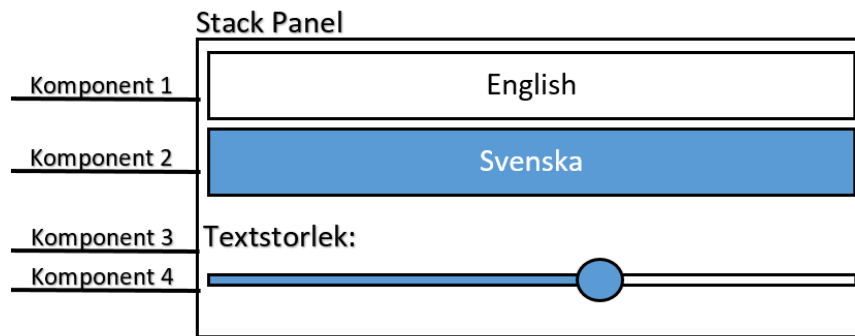 Stack Panel
Komponent 1
English
Komponent 2
Svenska
Komponent 3
Textstorlek:
Komponent 4